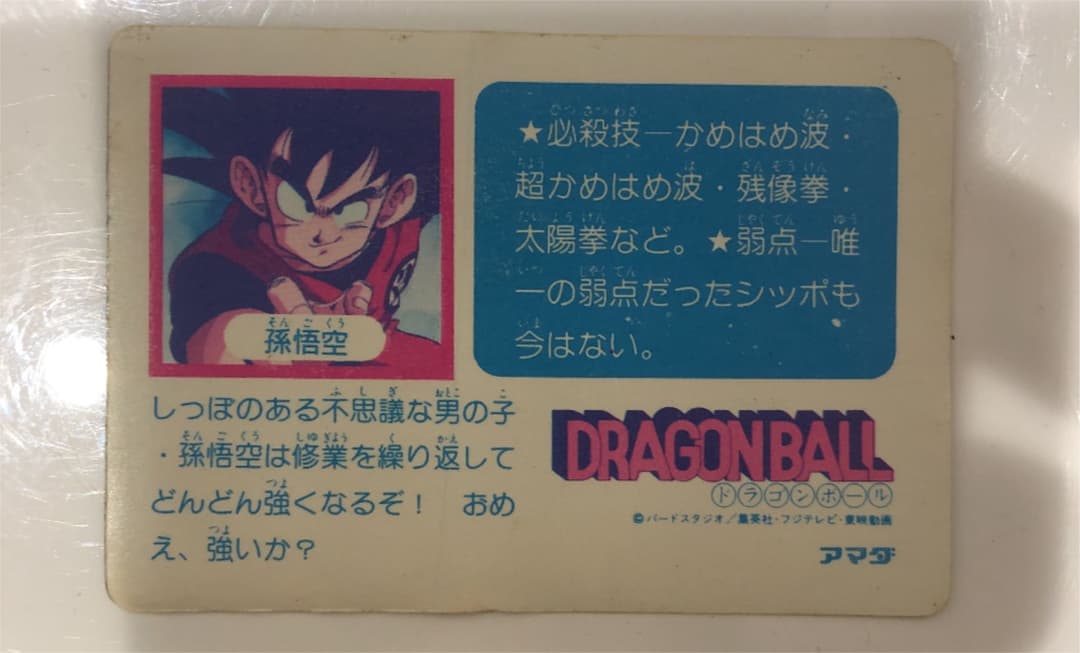 孫悟空
★必殺技―かめはめ波・
超かめはめ波・残像拳・
太陽拳など。★弱点―唯
一の弱点だったシッポも
今はない。
しっぽのある不思議な男の子
・孫悟空は修業を繰り返して
どんどん強くなるぞ！ おめ
え、強いか？
DRAGONBALL
ドラゴンボール
©バードスタジオ／集英社・フジテレビ・東映動画
アマダ